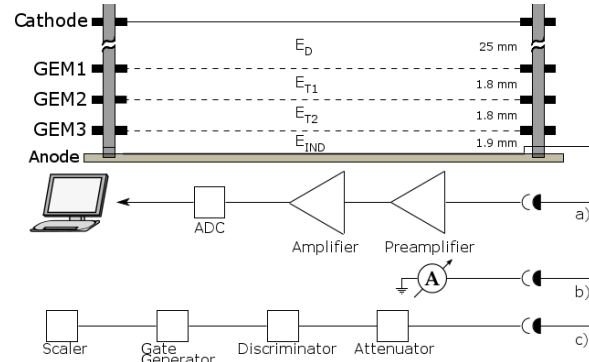 Cathode
E_D 25 mm
GEM1
E_T1 1.8 mm
GEM2
E_T2 1.8 mm
GEM3
E_IND 1.9 mm
Anode
ADC
Amplifier
Preamplifier
a)
A
b)
c)
Scaler
Gate
Generator
Discriminator
Attenuator